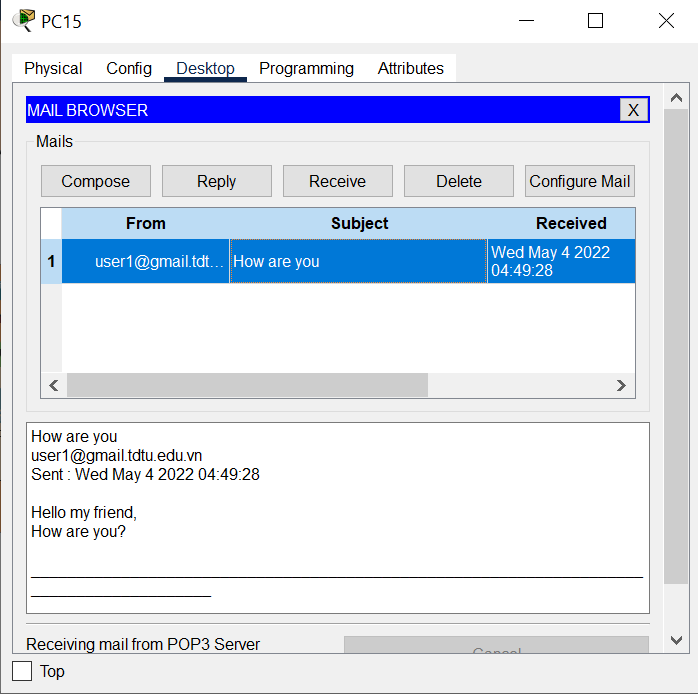 PC15
Physical Config Desktop Programming Attributes
MAIL BROWSER X
Mails
Compose Reply Receive Delete Configure Mail
From Subject Received
1 user1@gmail.tdt... How are you Wed May 4 2022
04:49:28
How are you
user1@gmail.tdtu.edu.vn
Sent : Wed May 4 2022 04:49:28
Hello my friend,
How are you?
Receiving mail from POP3 Server Cancel
Top